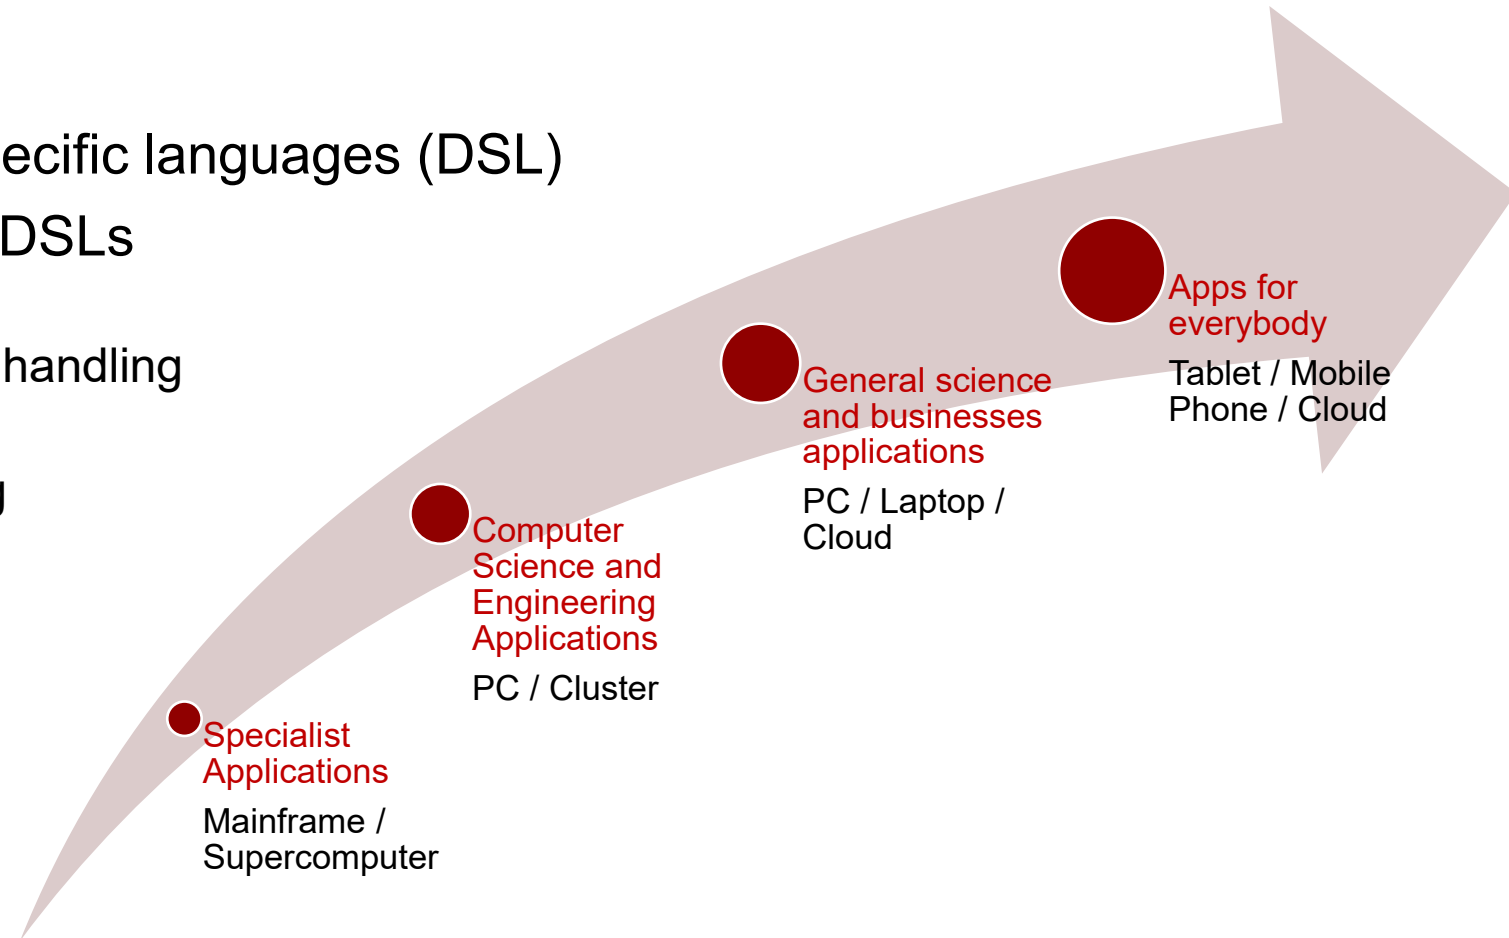 ecific languages (DSL)
DSLs
handling
g
Apps for
everybody
Tablet / Mobile
Phone / Cloud
General science
and businesses
applications
PC / Laptop /
Cloud
Computer
Science and
Engineering
Applications
PC / Cluster
Specialist
Applications
Mainframe /
Supercomputer